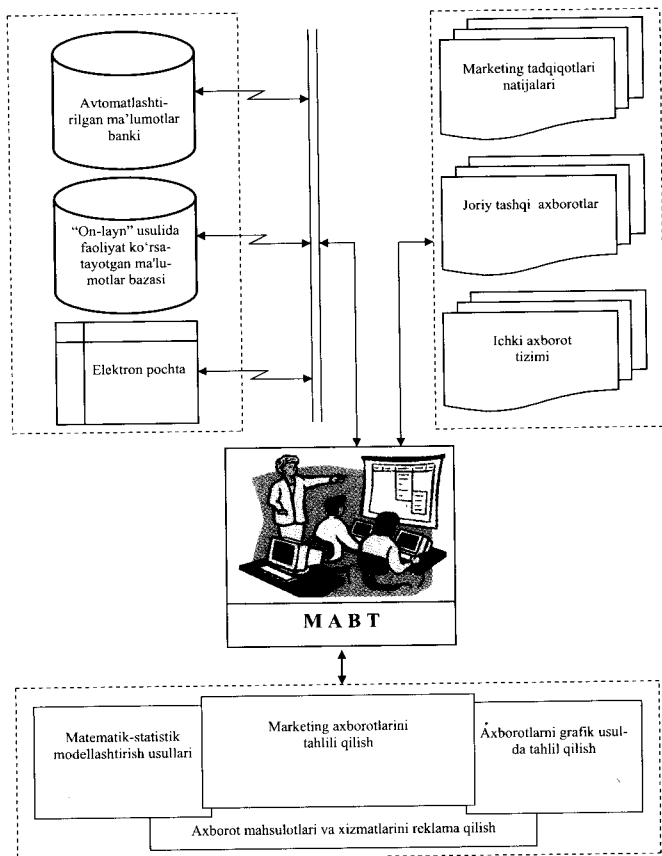 Avtomatlashti-
rilgan ma'lumotlar
banki
“On-layn” usulida
faoliyat ko‘rsa-
tayotgan ma'lu-
motlar bazasi
Elektron pochta
Marketing tadqiqotlari
natijalari
Joriy tashqi axborotlar
Ichki axborot
tizimi
M A B T
Matematik-statistik
modellashtirish usullari
Marketing axborotlarini
tahlili qilish
Axborotlarni grafik usul-
da tahlil qilish
Axborot mahsulotlari va xizmatlarini reklama qilish